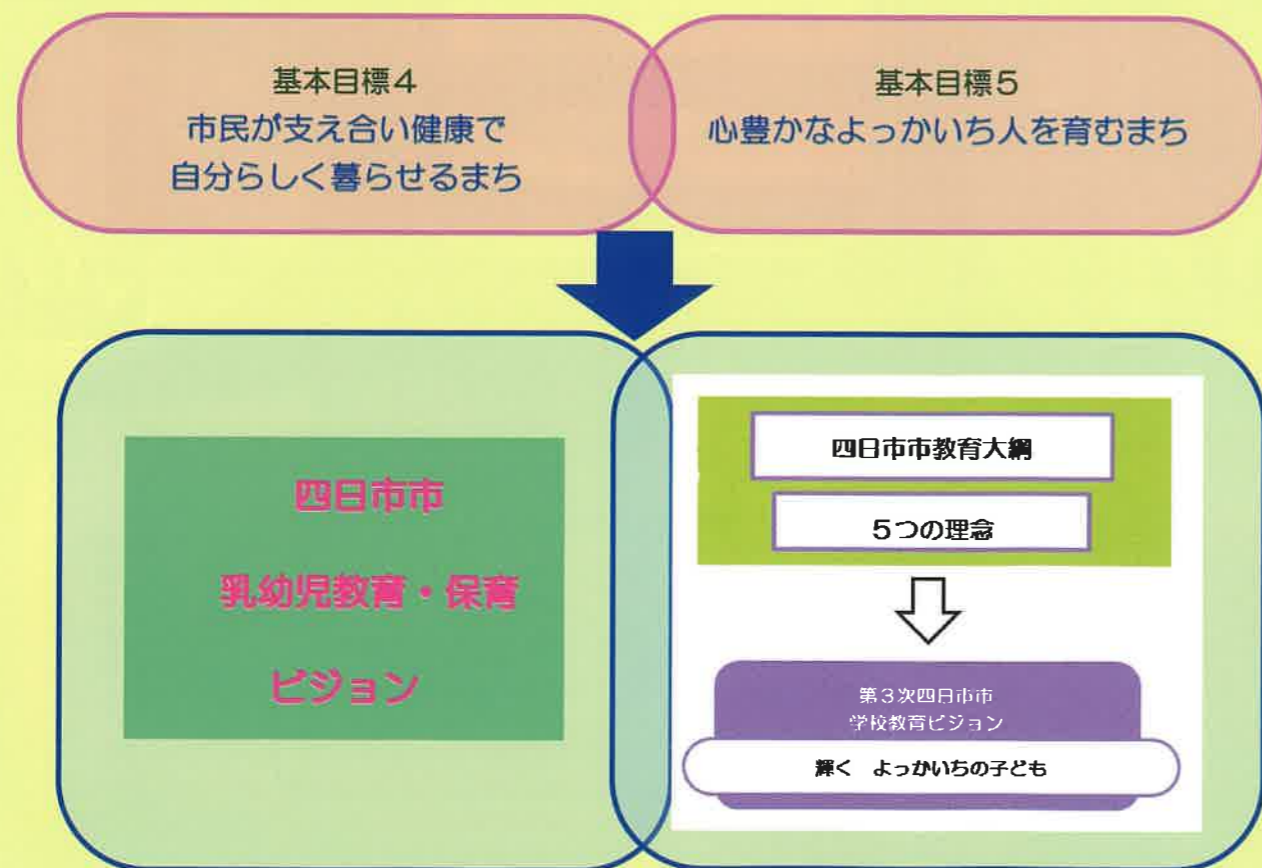 基本目標4
市民が支え合い健康で
自分らしく暮らせるまち
基本目標5
心豊かなよっかいち人を育むまち
四日市市
乳幼児教育・保育
ビジョン
四日市市教育大綱
5つの理念
第3次四日市市
学校教育ビジョン
輝く　よっかいちの子ども